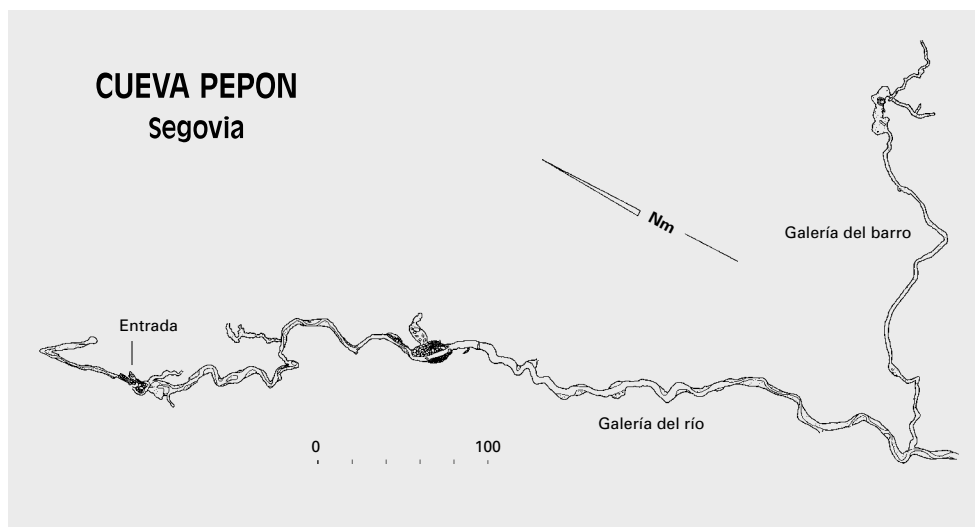 CUEVA PEPON
Segovia
Nm
Galería del barro
Entrada
Galería del río
0 100